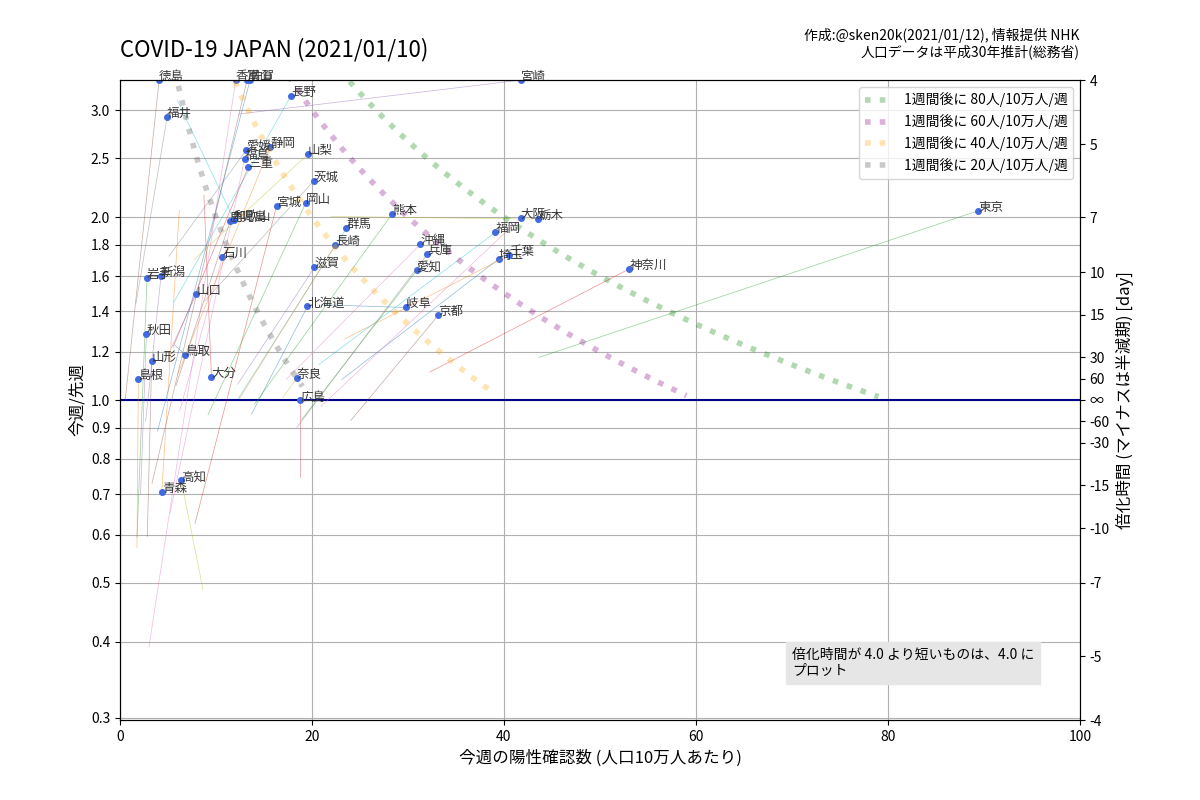 COVID-19 JAPAN (2021/01/10)
作成:@sken20k(2021/01/12), 情報提供 NHK
人口データは平成30年推計(総務省)
1週間後に 80人/10万人/週
1週間後に 60人/10万人/週
1週間後に 40人/10万人/週
1週間後に 20人/10万人/週
徳島
宮崎
長野
福井
愛媛
静岡
福島
山梨
三重
茨城
宮城
岡山
熊本
大阪
栃木
東京
群馬
福岡
長崎
沖縄
兵庫
千葉
埼玉
石川
滋賀
愛知
神奈川
岩手
新潟
山口
北海道
岐阜
京都
秋田
山形
鳥取
島根
大分
奈良
広島
高知
青森
3.0
2.5
2.0
1.8
1.6
1.4
1.2
1.0
0.9
0.8
0.7
0.6
0.5
0.4
0.3
今週/先週
4
5
7
10
15
30
60
∞
-60
-30
-15
-10
-7
-5
-4
倍化時間 (マイナスは半減期) [day]
倍化時間が 4.0 より短いものは、4.0 に
プロット
0 20 40 60 80 100
今週の陽性確認数 (人口10万人あたり)